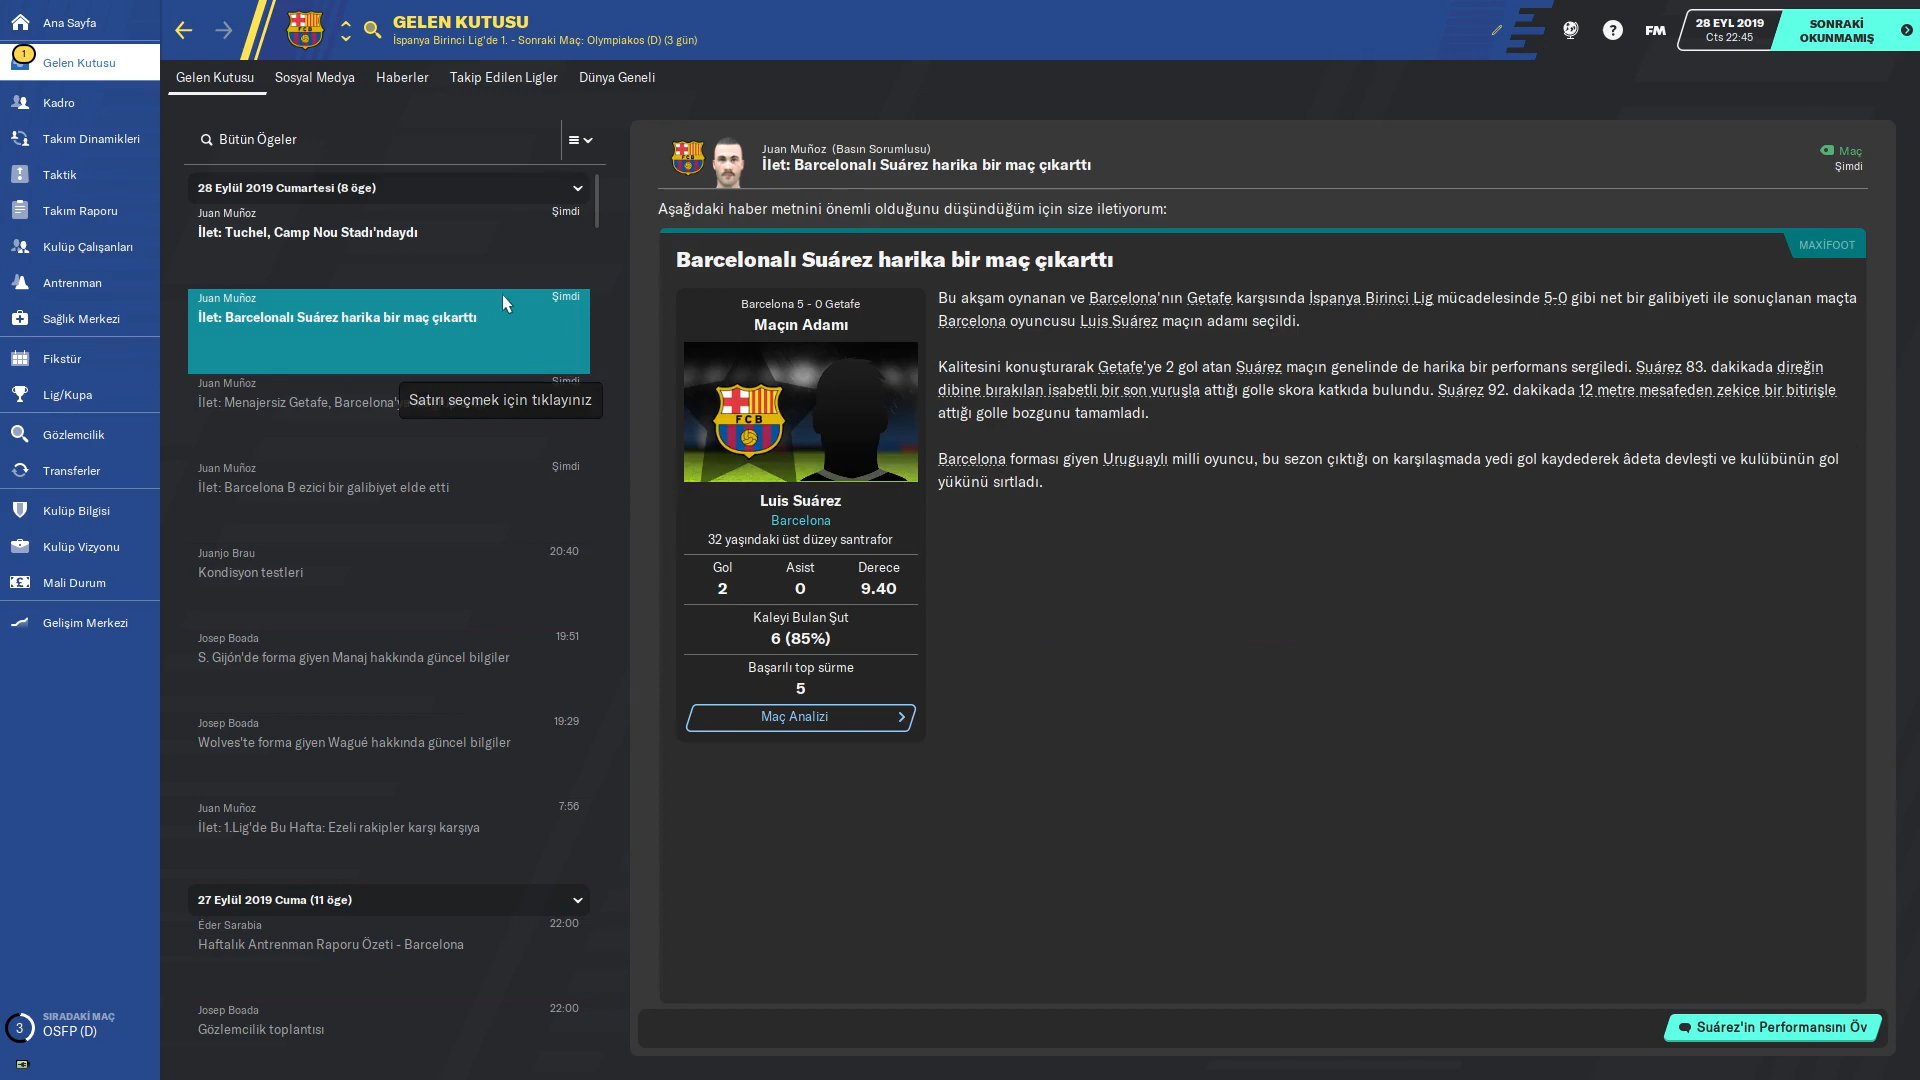 Ana Sayfa
1
Gelen Kutusu
Kadro
Takım Dinamikleri
Taktik
Takım Raporu
Kulüp Çalışanları
Antrenman
Sağlık Merkezi
Fikstür
Lig/Kupa
Gözlemcilik
Transferler
Kulüp Bilgisi
Kulüp Vizyonu
Mali Durum
Gelişim Merkezi
3
SIRADAKİ MAÇ
OSFP (D)
FCB
GELEN KUTUSU
İspanya Birinci Lig'de 1. - Sonraki Maç: Olympiakos (D) (3 gün)
?
FM
28 EYL 2019
Cts 22:45
SONRAKİ
OKUNMAMIŞ
Gelen Kutusu
Sosyal Medya
Haberler
Takip Edilen Ligler
Dünya Geneli
Bütün Ögeler
28 Eylül 2019 Cumartesi (8 öge)
Juan Muñoz
Şimdi
İlet: Tuchel, Camp Nou Stadı'ndaydı
Juan Muñoz
Şimdi
İlet: Barcelonalı Suárez harika bir maç çıkarttı
Juan Muñoz
Şimdi
İlet: Menajersiz Getafe, Barcelona'y
Satırı seçmek için tıklayınız
Juan Muñoz
Şimdi
İlet: Barcelona B ezici bir galibiyet elde etti
Juanjo Brau
20:40
Kondisyon testleri
Josep Boada
19:51
S. Gijón'de forma giyen Manaj hakkında güncel bilgiler
Josep Boada
19:29
Wolves'te forma giyen Wagué hakkında güncel bilgiler
Juan Muñoz
7:56
İlet: 1.Lig'de Bu Hafta: Ezeli rakipler karşı karşıya
27 Eylül 2019 Cuma (11 öge)
Éder Sarabia
22:00
Haftalık Antrenman Raporu Özeti - Barcelona
Josep Boada
22:00
Gözlemcilik toplantısı
Juan Muñoz (Basın Sorumlusu)
İlet: Barcelonalı Suárez harika bir maç çıkarttı
Maç
Şimdi
Aşağıdaki haber metnini önemli olduğunu düşündüğüm için size iletiyorum:
MAXİFOOT
Barcelonalı Suárez harika bir maç çıkarttı
Barcelona 5 - 0 Getafe
Maçın Adamı
FCB
Luis Suárez
Barcelona
32 yaşındaki üst düzey santrafor
Gol Asist Derece
2 0 9.40
Kaleyi Bulan Şut
6 (85%)
Başarılı top sürme
5
Maç Analizi
Bu akşam oynanan ve Barcelona'nın Getafe karşısında İspanya Birinci Lig mücadelesinde 5-0 gibi net bir galibiyeti ile sonuçlanan maçta
Barcelona oyuncusu Luis Suárez maçın adamı seçildi.
Kalitesini konuşturarak Getafe'ye 2 gol atan Suárez maçın genelinde de harika bir performans sergiledi. Suárez 83. dakikada direğin
dibine bırakılan isabetli bir son vuruşla attığı golle skora katkıda bulundu. Suárez 92. dakikada 12 metre mesafeden zekice bir bitirişle
attığı golle bozgunu tamamladı.
Barcelona forması giyen Uruguaylı milli oyuncu, bu sezon çıktığı on karşılaşmada yedi gol kaydederek âdeta devleşti ve kulübünün gol
yükünü sırtladı.
Suárez'in Performansını Öv